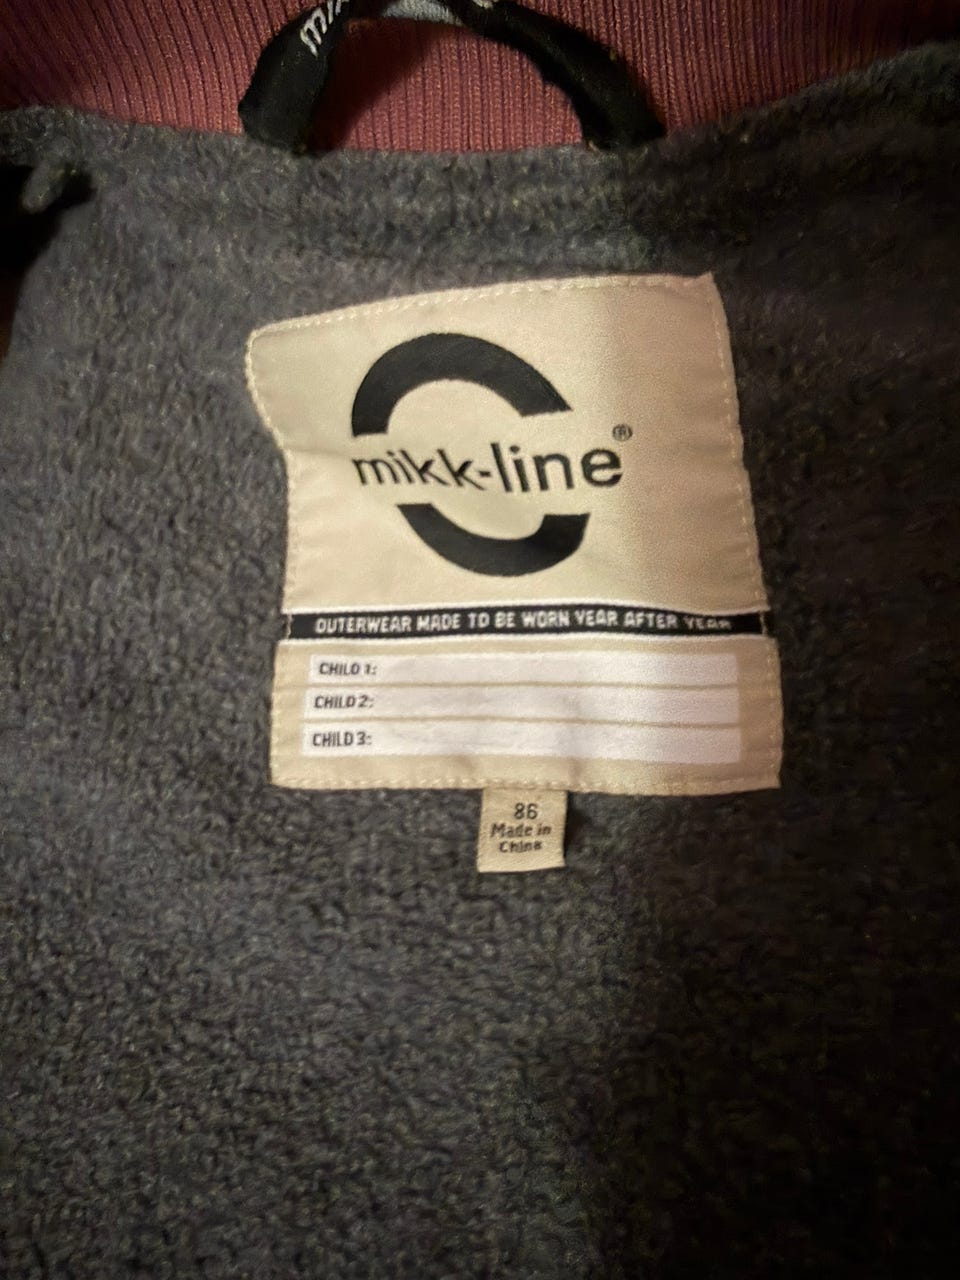 mikk-line®
OUTERWEAR MADE TO BE WORN YEAR AFTER YEAR
CHILD 1:
CHILD 2:
CHILD 3:
86
Made in
China